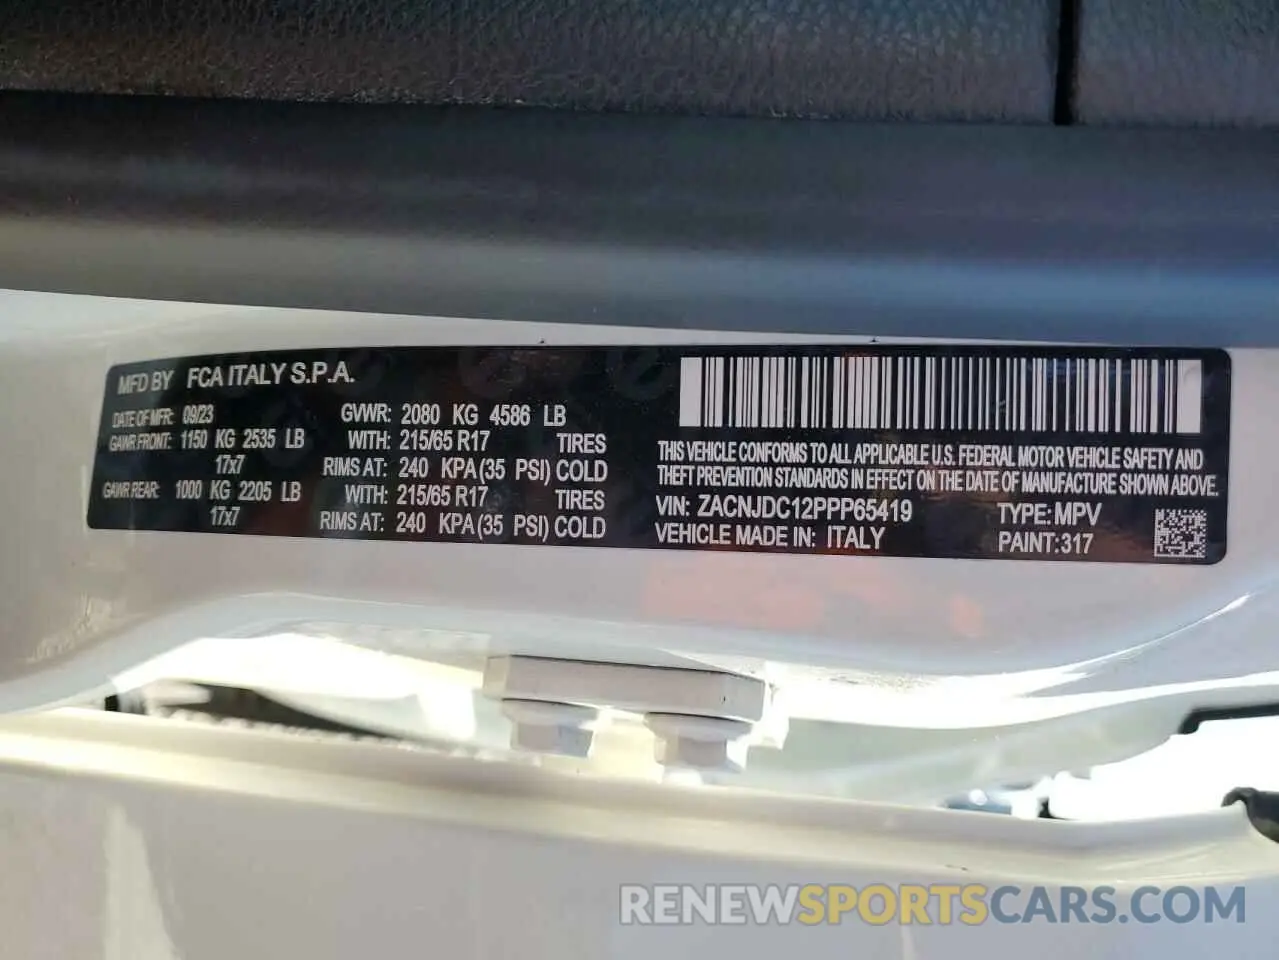 MFD BY FCA ITALY S.P.A.
DATE OF MFR: 09/23 GVWR: 2080 KG 4586 LB
GAWR FRONT: 1150 KG 2535 LB WITH: 215/65 R17 TIRES
17x7 RIMS AT: 240 KPA(35 PSI) COLD
GAWR REAR: 1000 KG 2205 LB WITH: 215/65 R17 TIRES
17x7 RIMS AT: 240 KPA(35 PSI) COLD
THIS VEHICLE CONFORMS TO ALL APPLICABLE U.S. FEDERAL MOTOR VEHICLE SAFETY AND
THEFT PREVENTION STANDARDS IN EFFECT ON THE DATE OF MANUFACTURE SHOWN ABOVE.
VIN: ZACNJDC12PPP65419 TYPE: MPV
VEHICLE MADE IN: ITALY PAINT:317
RENEWSPORTSCARS.COM